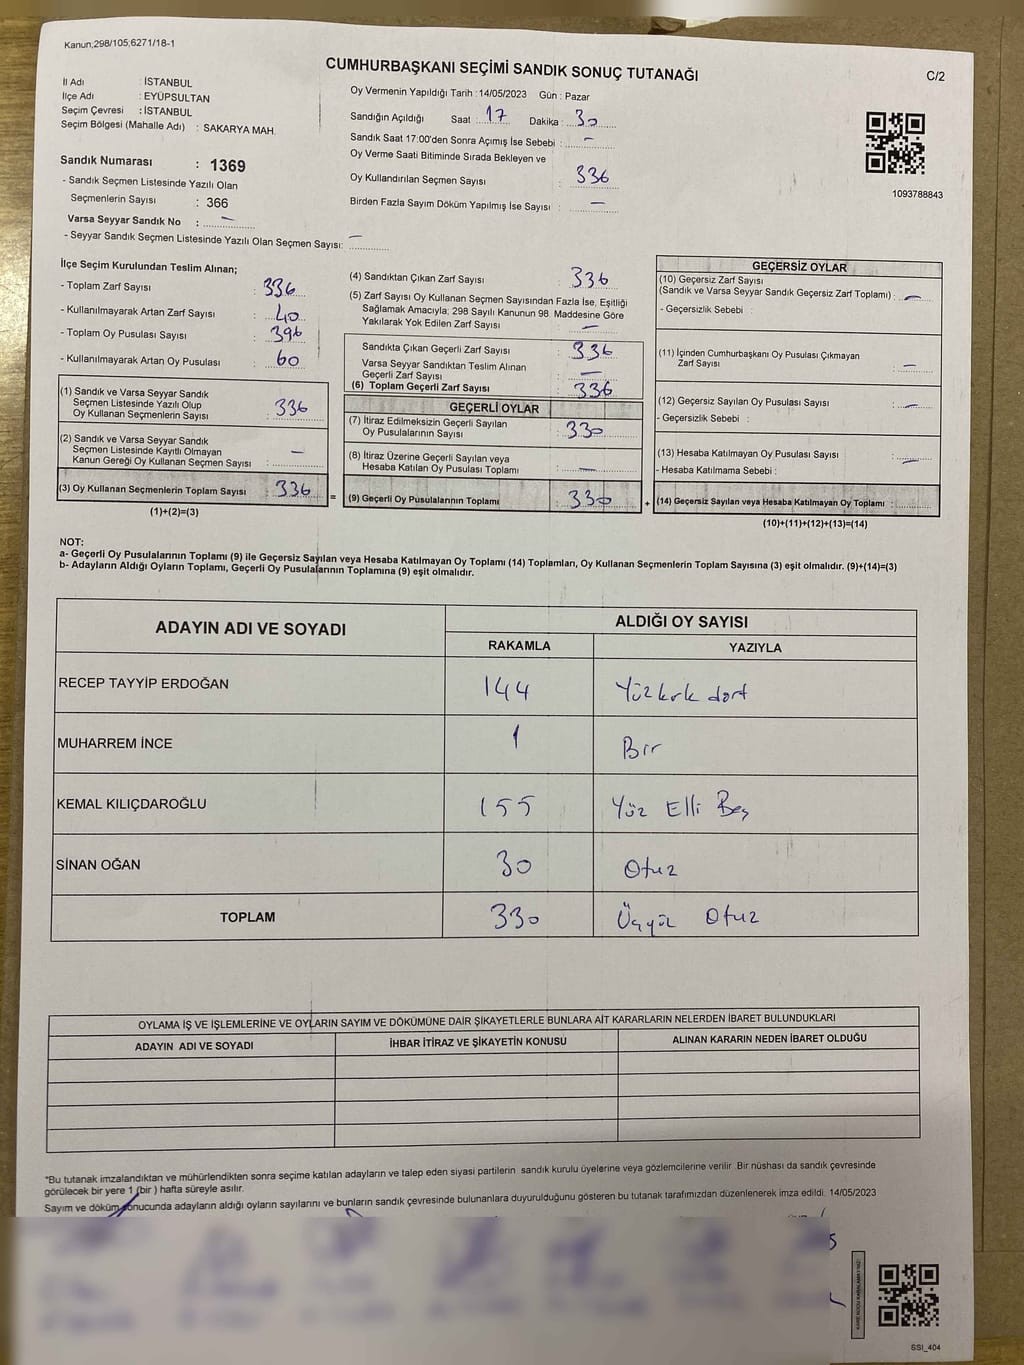 Kanun;298/105;6271/18-1
CUMHURBAŞKANI SEÇİMİ SANDIK SONUÇ TUTANAĞI
C/2
İl Adı : İSTANBUL
İlçe Adı : EYÜPSULTAN
Seçim Çevresi : İSTANBUL
Seçim Bölgesi (Mahalle Adı) : SAKARYA MAH.
Oy Vermenin Yapıldığı Tarih : 14/05/2023 Gün : Pazar
Sandığın Açıldığı Saat : 17 Dakika : 30
Sandık Saat 17:00'den Sonra Açımış İse Sebebi : –
Oy Verme Saati Bitiminde Sırada Bekleyen ve
Oy Kullandırılan Seçmen Sayısı : 336
Birden Fazla Sayım Döküm Yapılmış İse Sayısı : –
1093788843
Sandık Numarası : 1369
- Sandık Seçmen Listesinde Yazılı Olan
Seçmenlerin Sayısı : 366
Varsa Seyyar Sandık No : –
- Seyyar Sandık Seçmen Listesinde Yazılı Olan Seçmen Sayısı: –
İlçe Seçim Kurulundan Teslim Alınan;
- Toplam Zarf Sayısı : 336
- Kullanılmayarak Artan Zarf Sayısı : 40
- Toplam Oy Pusulası Sayısı : 396
- Kullanılmayarak Artan Oy Pusulası : 60
(1) Sandık ve Varsa Seyyar Sandık
Seçmen Listesinde Yazılı Olup
Oy Kullanan Seçmenlerin Sayısı : 336
(2) Sandık ve Varsa Seyyar Sandık
Seçmen Listesinde Kayıtlı Olmayan
Kanun Gereği Oy Kullanan Seçmen Sayısı : –
(3) Oy Kullanan Seçmenlerin Toplam Sayısı : 336
(1)+(2)=(3)
=
(4) Sandıktan Çıkan Zarf Sayısı : 336
(5) Zarf Sayısı Oy Kullanan Seçmen Sayısından Fazla İse, Eşitliği
Sağlamak Amacıyla; 298 Sayılı Kanunun 98. Maddesine Göre
Yakılarak Yok Edilen Zarf Sayısı : –
Sandıkta Çıkan Geçerli Zarf Sayısı : 336
Varsa Seyyar Sandıktan Teslim Alınan
Geçerli Zarf Sayısı : –
(6) Toplam Geçerli Zarf Sayısı : 336
GEÇERLİ OYLAR
(7) İtiraz Edilmeksizin Geçerli Sayılan
Oy Pusulalarının Sayısı : 330
(8) İtiraz Üzerine Geçerli Sayılan veya
Hesaba Katılan Oy Pusulası Toplamı : –
(9) Geçerli Oy Pusulalarının Toplamı : 330
+
GEÇERSİZ OYLAR
(10) Geçersiz Zarf Sayısı
(Sandık ve Varsa Seyyar Sandık Geçersiz Zarf Toplamı) : –
- Geçersizlik Sebebi :
(11) İçinden Cumhurbaşkanı Oy Pusulası Çıkmayan
Zarf Sayısı : –
(12) Geçersiz Sayılan Oy Pusulası Sayısı : –
- Geçersizlik Sebebi :
(13) Hesaba Katılmayan Oy Pusulası Sayısı : –
- Hesaba Katılmama Sebebi :
(14) Geçersiz Sayılan veya Hesaba Katılmayan Oy Toplamı :
(10)+(11)+(12)+(13)=(14)
NOT:
a- Geçerli Oy Pusulalarının Toplamı (9) ile Geçersiz Sayılan veya Hesaba Katılmayan Oy Toplamı (14) Toplamları, Oy Kullanan Seçmenlerin Toplam Sayısına (3) eşit olmalıdır. (9)+(14)=(3)
b- Adayların Aldığı Oyların Toplamı, Geçerli Oy Pusulalarının Toplamına (9) eşit olmalıdır.
ADAYIN ADI VE SOYADI ALDIĞI OY SAYISI
RAKAMLA YAZIYLA
RECEP TAYYİP ERDOĞAN 144 Yüzkırk dört
MUHARREM İNCE 1 Bir
KEMAL KILIÇDAROĞLU 155 Yüz Elli Beş
SİNAN OĞAN 30 Otuz
TOPLAM 330 Üçyüz Otuz
OYLAMA İŞ VE İŞLEMLERİNE VE OYLARIN SAYIM VE DÖKÜMÜNE DAİR ŞİKAYETLERLE BUNLARA AİT KARARLARIN NELERDEN İBARET BULUNDUKLARI
ADAYIN ADI VE SOYADI İHBAR İTİRAZ VE ŞİKAYETİN KONUSU ALINAN KARARIN NEDEN İBARET OLDUĞU
*Bu tutanak imzalandıktan ve mühürlendikten sonra seçime katılan adayların ve talep eden siyasi partilerin sandık kurulu üyelerine veya gözlemcilerine verilir. Bir nüshası da sandık çevresinde
görülecek bir yere 1 (bir ) hafta süreyle asılır.
Sayım ve döküm sonucunda adayların aldığı oyların sayılarını ve bunların sandık çevresinde bulunanlara duyurulduğunu gösteren bu tutanak tarafımızdan düzenlenerek imza edildi. 14/05/2023
SSİ_404